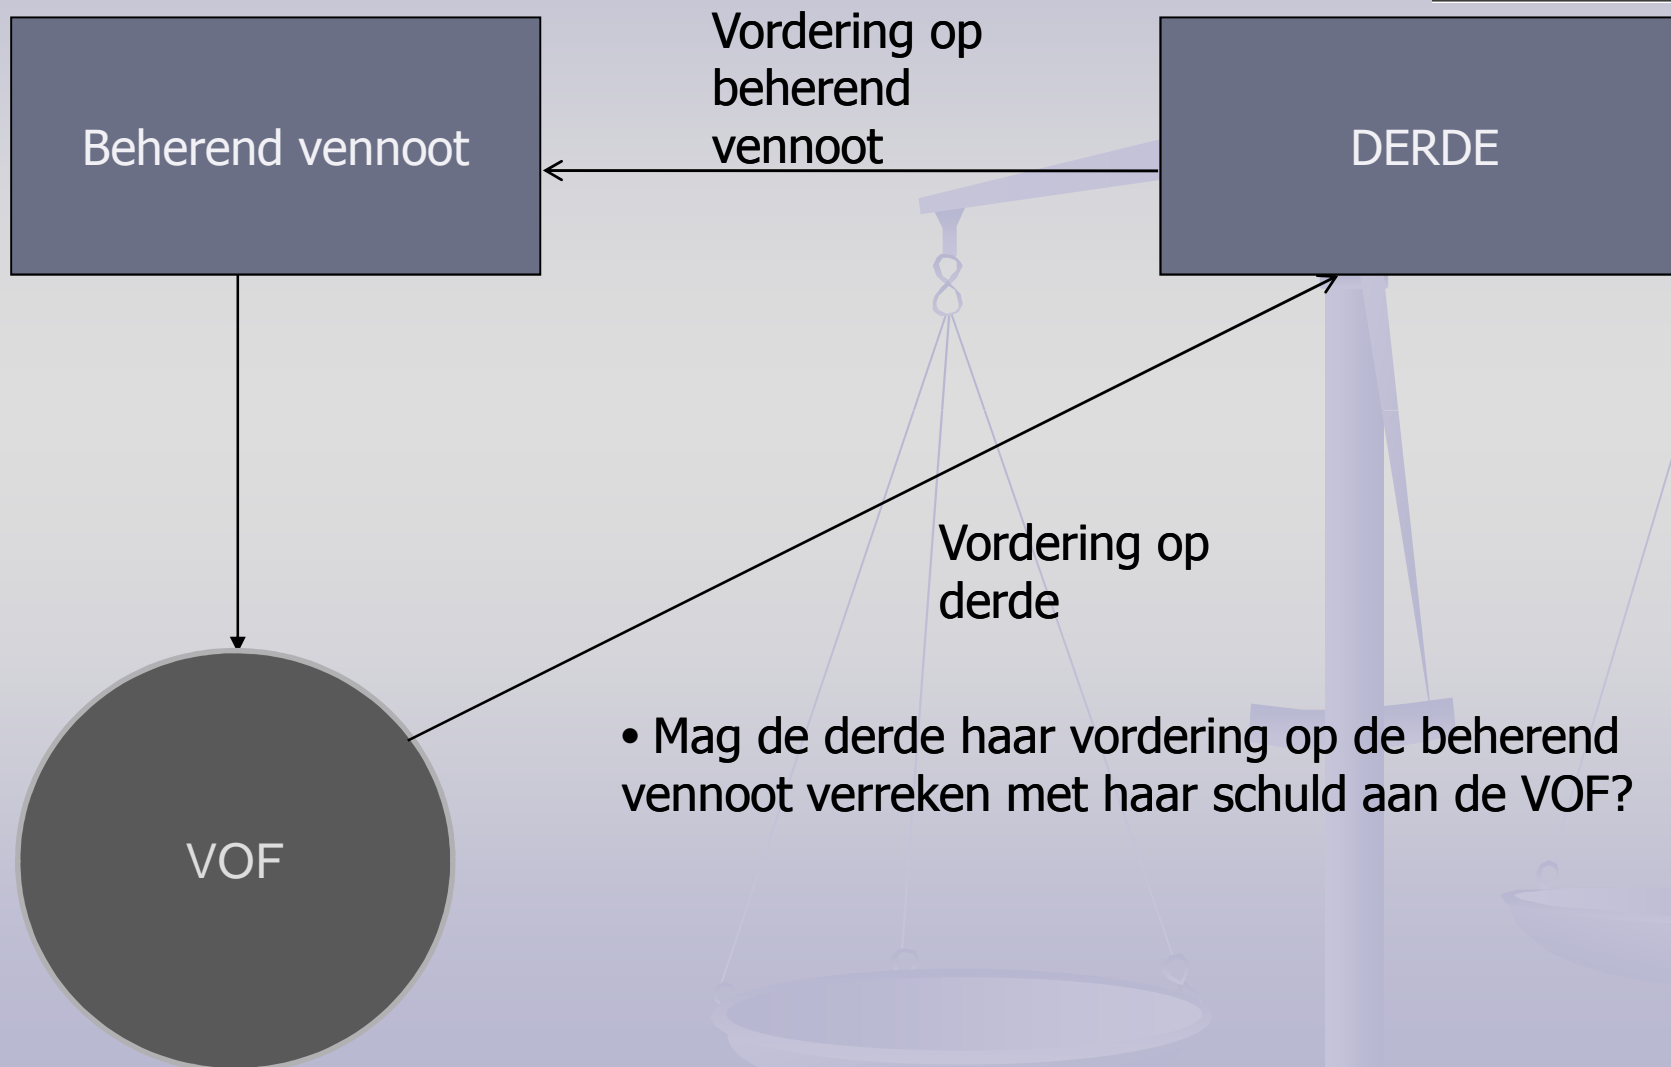 Vordering op
beherend
vennoot
Beherend vennoot
DERDE
Vordering op
derde
• Mag de derde haar vordering op de beherend
vennoot verreken met haar schuld aan de VOF?
VOF